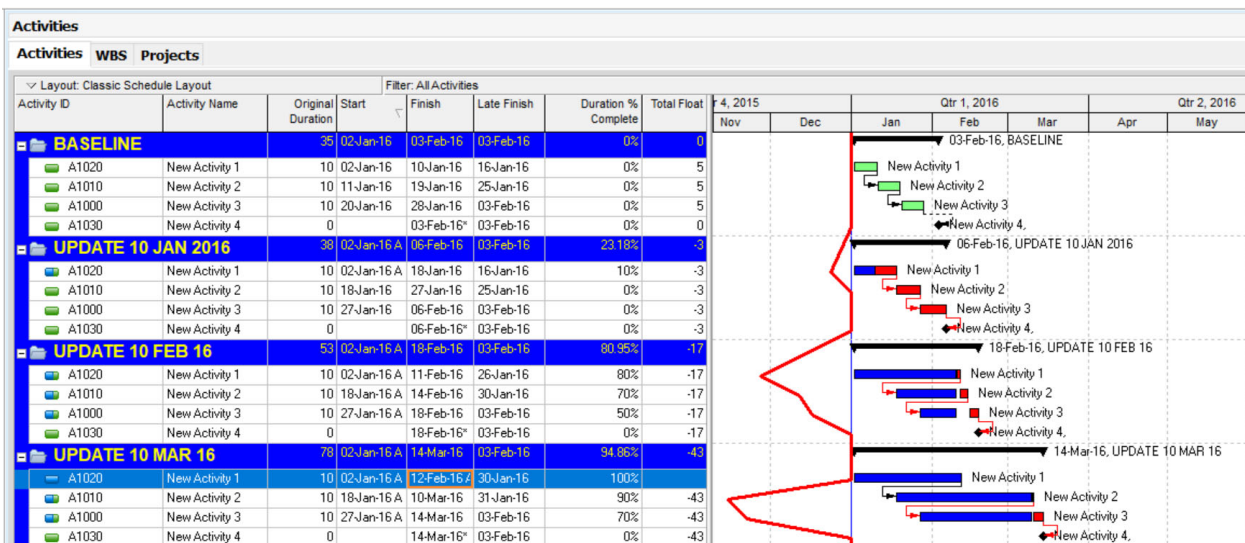 Activities
Activities WBS Projects
Layout: Classic Schedule Layout Filter: All Activities
Activity ID Activity Name Original Duration Start Finish Late Finish Duration % Complete Total Float r 4, 2015 Qtr 1, 2016 Qtr 2, 2016
Nov Dec Jan Feb Mar Apr May
BASELINE 35 02-Jan-16 03-Feb-16 03-Feb-16 0% 0 03-Feb-16, BASELINE
A1020 New Activity 1 10 02-Jan-16 10-Jan-16 16-Jan-16 0% 5 New Activity 1
A1010 New Activity 2 10 11-Jan-16 19-Jan-16 25-Jan-16 0% 5 New Activity 2
A1000 New Activity 3 10 20-Jan-16 28-Jan-16 03-Feb-16 0% 5 New Activity 3
A1030 New Activity 4 0 03-Feb-16* 03-Feb-16 0% 0 New Activity 4,
UPDATE 10 JAN 2016 38 02-Jan-16 A 06-Feb-16 03-Feb-16 23.18% -3 06-Feb-16, UPDATE 10 JAN 2016
A1020 New Activity 1 10 02-Jan-16 A 18-Jan-16 16-Jan-16 10% -3 New Activity 1
A1010 New Activity 2 10 18-Jan-16 27-Jan-16 25-Jan-16 0% -3 New Activity 2
A1000 New Activity 3 10 27-Jan-16 06-Feb-16 03-Feb-16 0% -3 New Activity 3
A1030 New Activity 4 0 06-Feb-16* 03-Feb-16 0% -3 New Activity 4,
UPDATE 10 FEB 16 53 02-Jan-16 A 18-Feb-16 03-Feb-16 80.95% -17 18-Feb-16, UPDATE 10 FEB 16
A1020 New Activity 1 10 02-Jan-16 A 11-Feb-16 26-Jan-16 80% -17 New Activity 1
A1010 New Activity 2 10 18-Jan-16 A 14-Feb-16 30-Jan-16 70% -17 New Activity 2
A1000 New Activity 3 10 27-Jan-16 A 18-Feb-16 03-Feb-16 50% -17 New Activity 3
A1030 New Activity 4 0 18-Feb-16* 03-Feb-16 0% -17 New Activity 4,
UPDATE 10 MAR 16 78 02-Jan-16 A 14-Mar-16 03-Feb-16 94.86% -43 14-Mar-16, UPDATE 10 MAR 16
A1020 New Activity 1 10 02-Jan-16 A 12-Feb-16 A 30-Jan-16 100% New Activity 1
A1010 New Activity 2 10 18-Jan-16 A 10-Mar-16 31-Jan-16 90% -43 New Activity 2
A1000 New Activity 3 10 27-Jan-16 A 14-Mar-16 03-Feb-16 70% -43 New Activity 3
A1030 New Activity 4 0 14-Mar-16* 03-Feb-16 0% -43 New Activity 4,